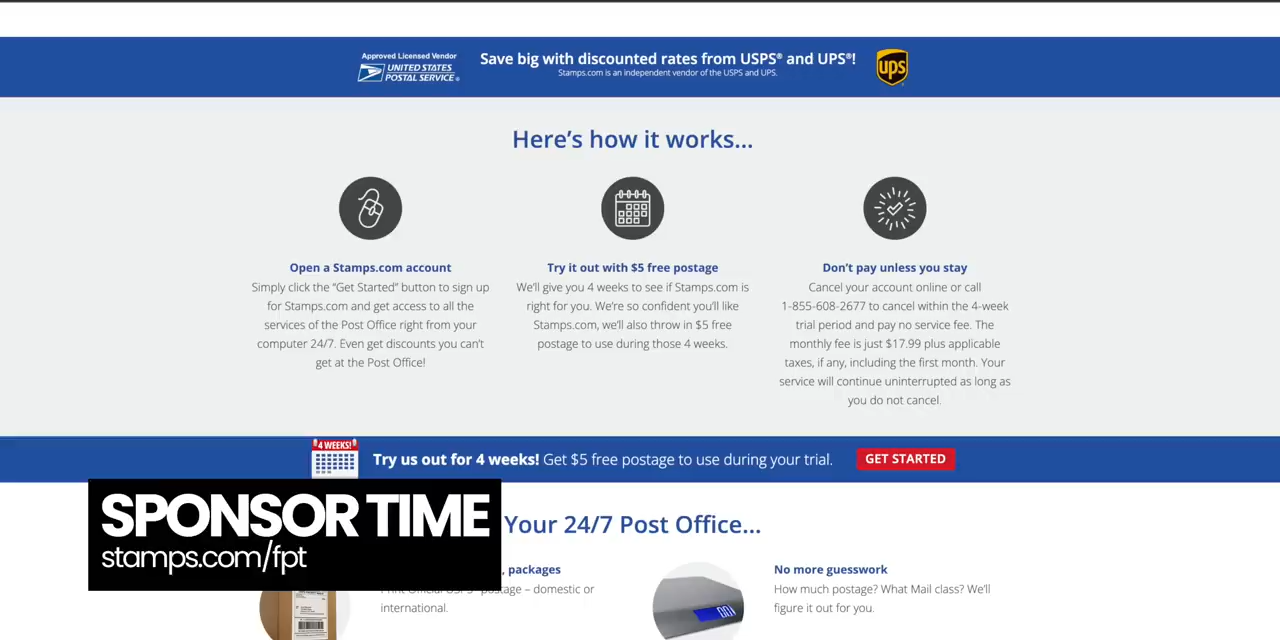 Approved Licensed Vendor
UNITED STATES
POSTAL SERVICE®
Save big with discounted rates from USPS® and UPS®!
Stamps.com is an independent vendor of the USPS and UPS.
ups
Here's how it works...
Open a Stamps.com account
Simply click the “Get Started” button to sign up
for Stamps.com and get access to all the
services of the Post Office right from your
computer 24/7. Even get discounts you can’t
get at the Post Office!
Try it out with $5 free postage
We’ll give you 4 weeks to see if Stamps.com is
right for you. We’re so confident you’ll like
Stamps.com, we’ll also throw in $5 free
postage to use during those 4 weeks.
Don’t pay unless you stay
Cancel your account online or call
1-855-608-2677 to cancel within the 4-week
trial period and pay no service fee. The
monthly fee is just $17.99 plus applicable
taxes, if any, including the first month. Your
service will continue uninterrupted as long as
you do not cancel.
4 WEEKS!
Try us out for 4 weeks! Get $5 free postage to use during your trial.
GET STARTED
SPONSOR TIME
stamps.com/fpt
Your 24/7 Post Office...
, packages
Print Official USPS® postage – domestic or
international.
No more guesswork
How much postage? What Mail class? We’ll
figure it out for you.